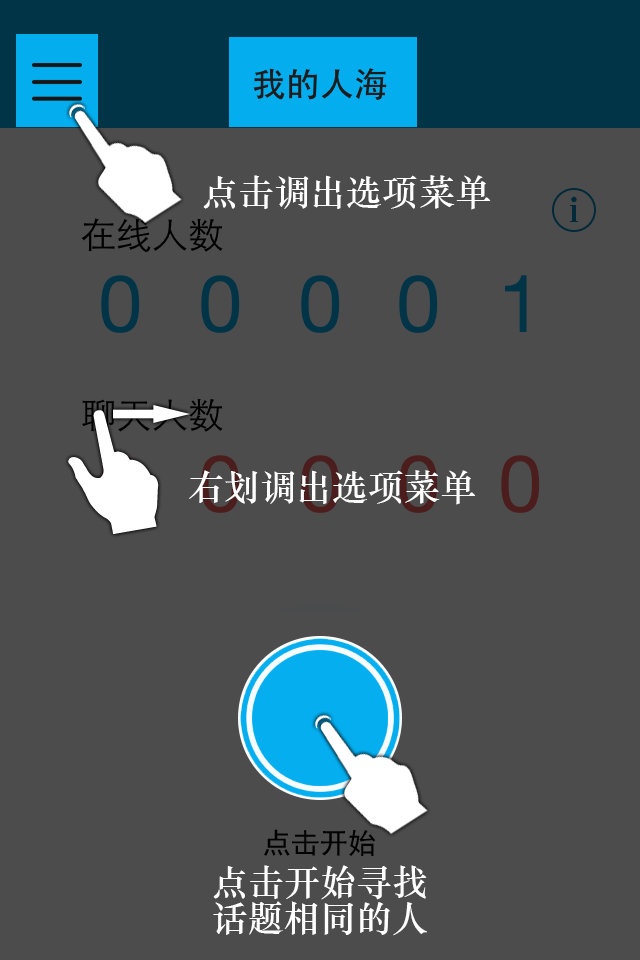 我的人海
点击调出选项菜单
i
在线人数
0 0 0 0 1
聊天人数
0 0 0 0
右划调出选项菜单
点击开始
点击开始寻找
话题相同的人